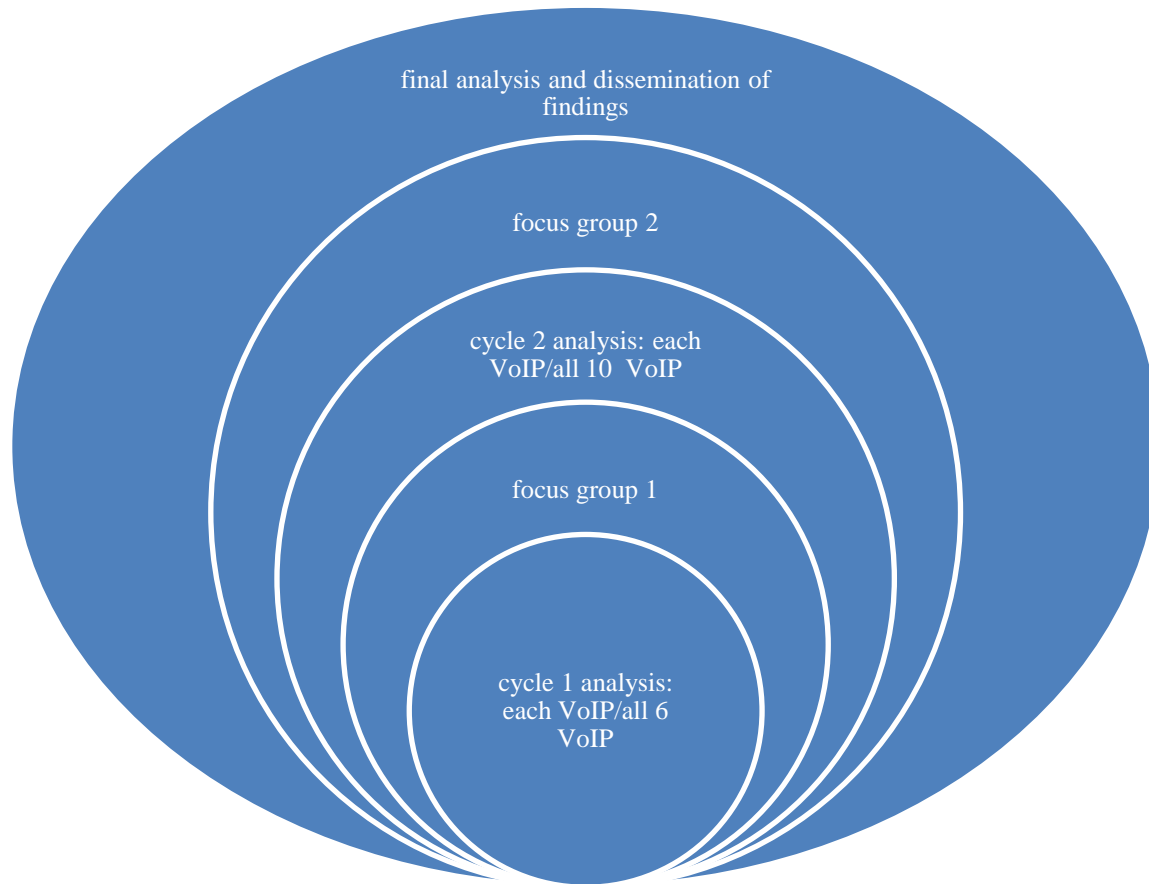 final analysis and dissemination of
findings
focus group 2
cycle 2 analysis: each
VoIP/all 10  VoIP
focus group 1
cycle 1 analysis:
each VoIP/all 6
VoIP